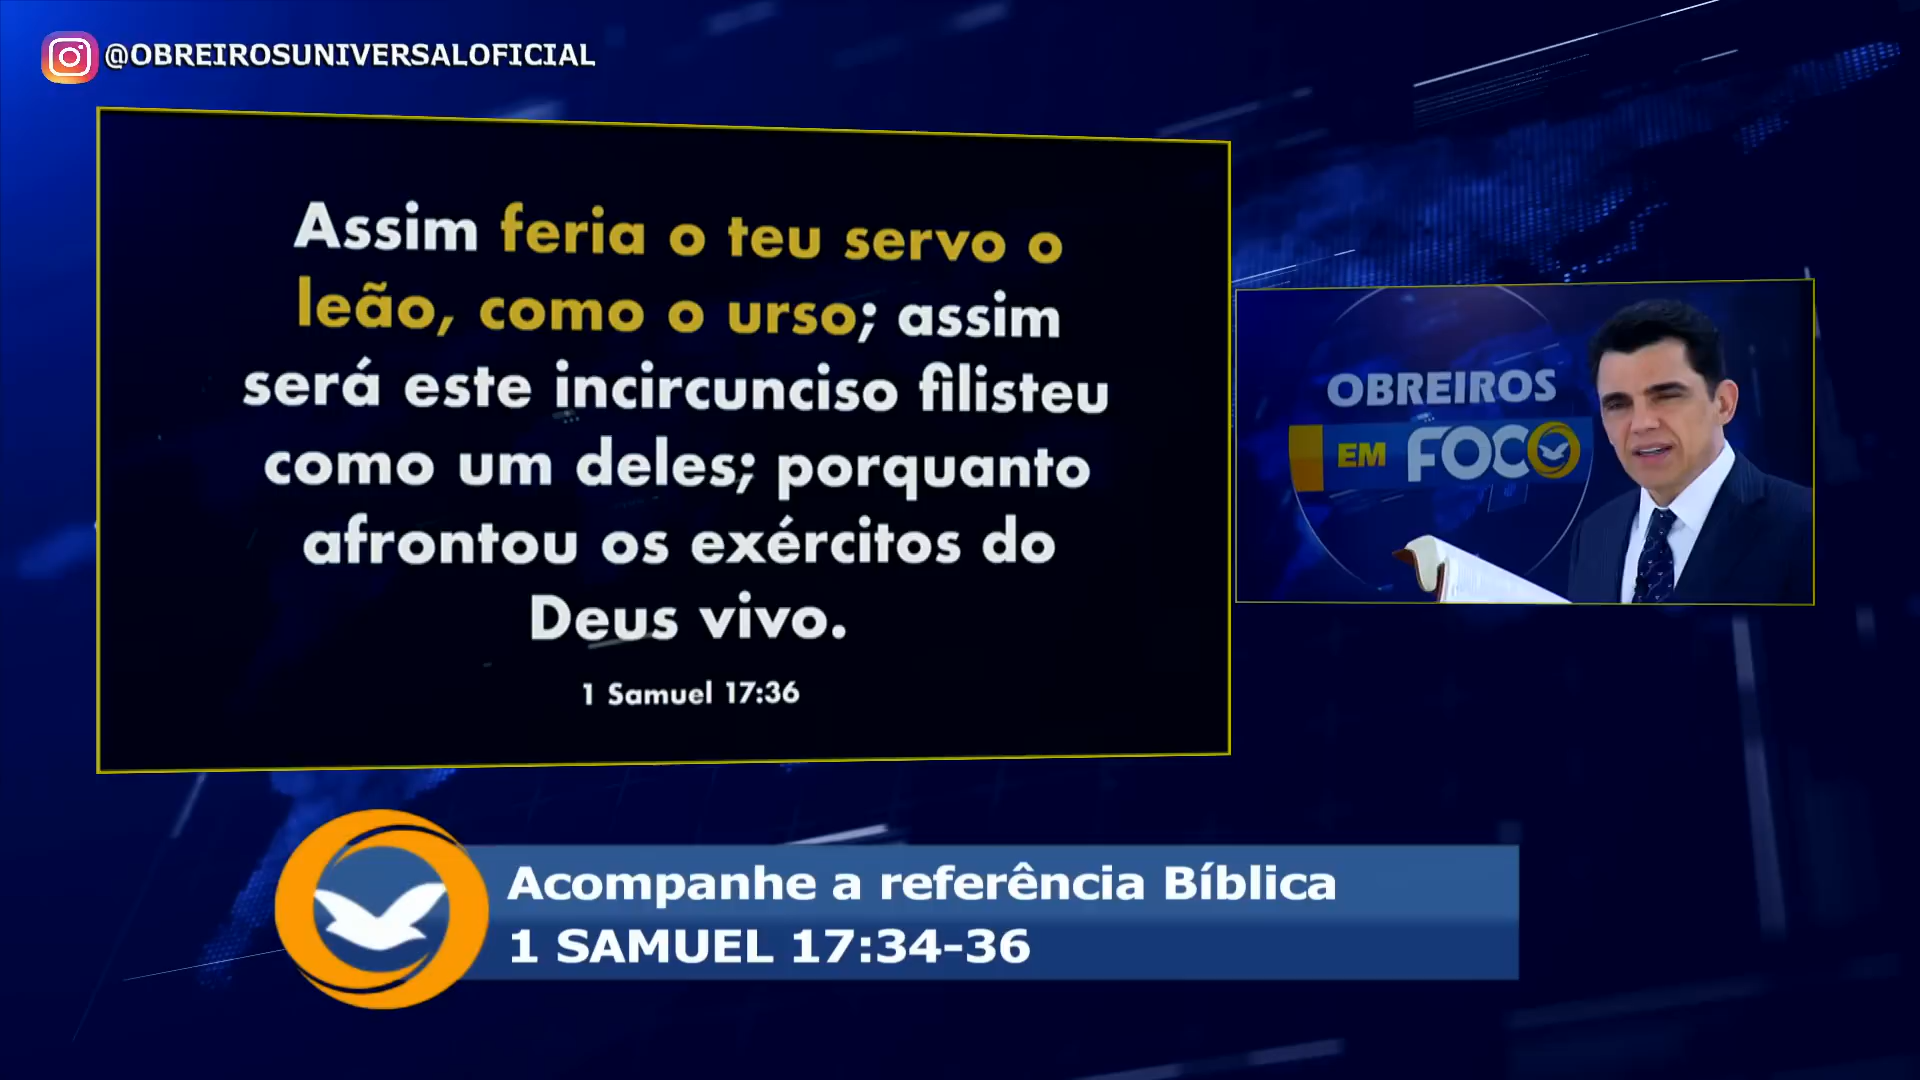 @OBREIROSUNIVERSALOFICIAL
Assim feria o teu servo o
leão, como o urso; assim
será este incircunciso filisteu
como um deles; porquanto
afrontou os exércitos do
Deus vivo.
1 Samuel 17:36
OBREIROS
EM FOCO
Acompanhe a referência Bíblica
1 SAMUEL 17:34-36